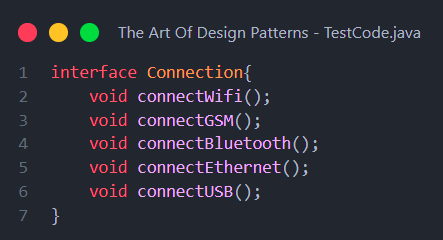 The Art Of Design Patterns - TestCode.java
1 interface Connection{
2     void connectWifi();
3     void connectGSM();
4     void connectBluetooth();
5     void connectEthernet();
6     void connectUSB();
7 }